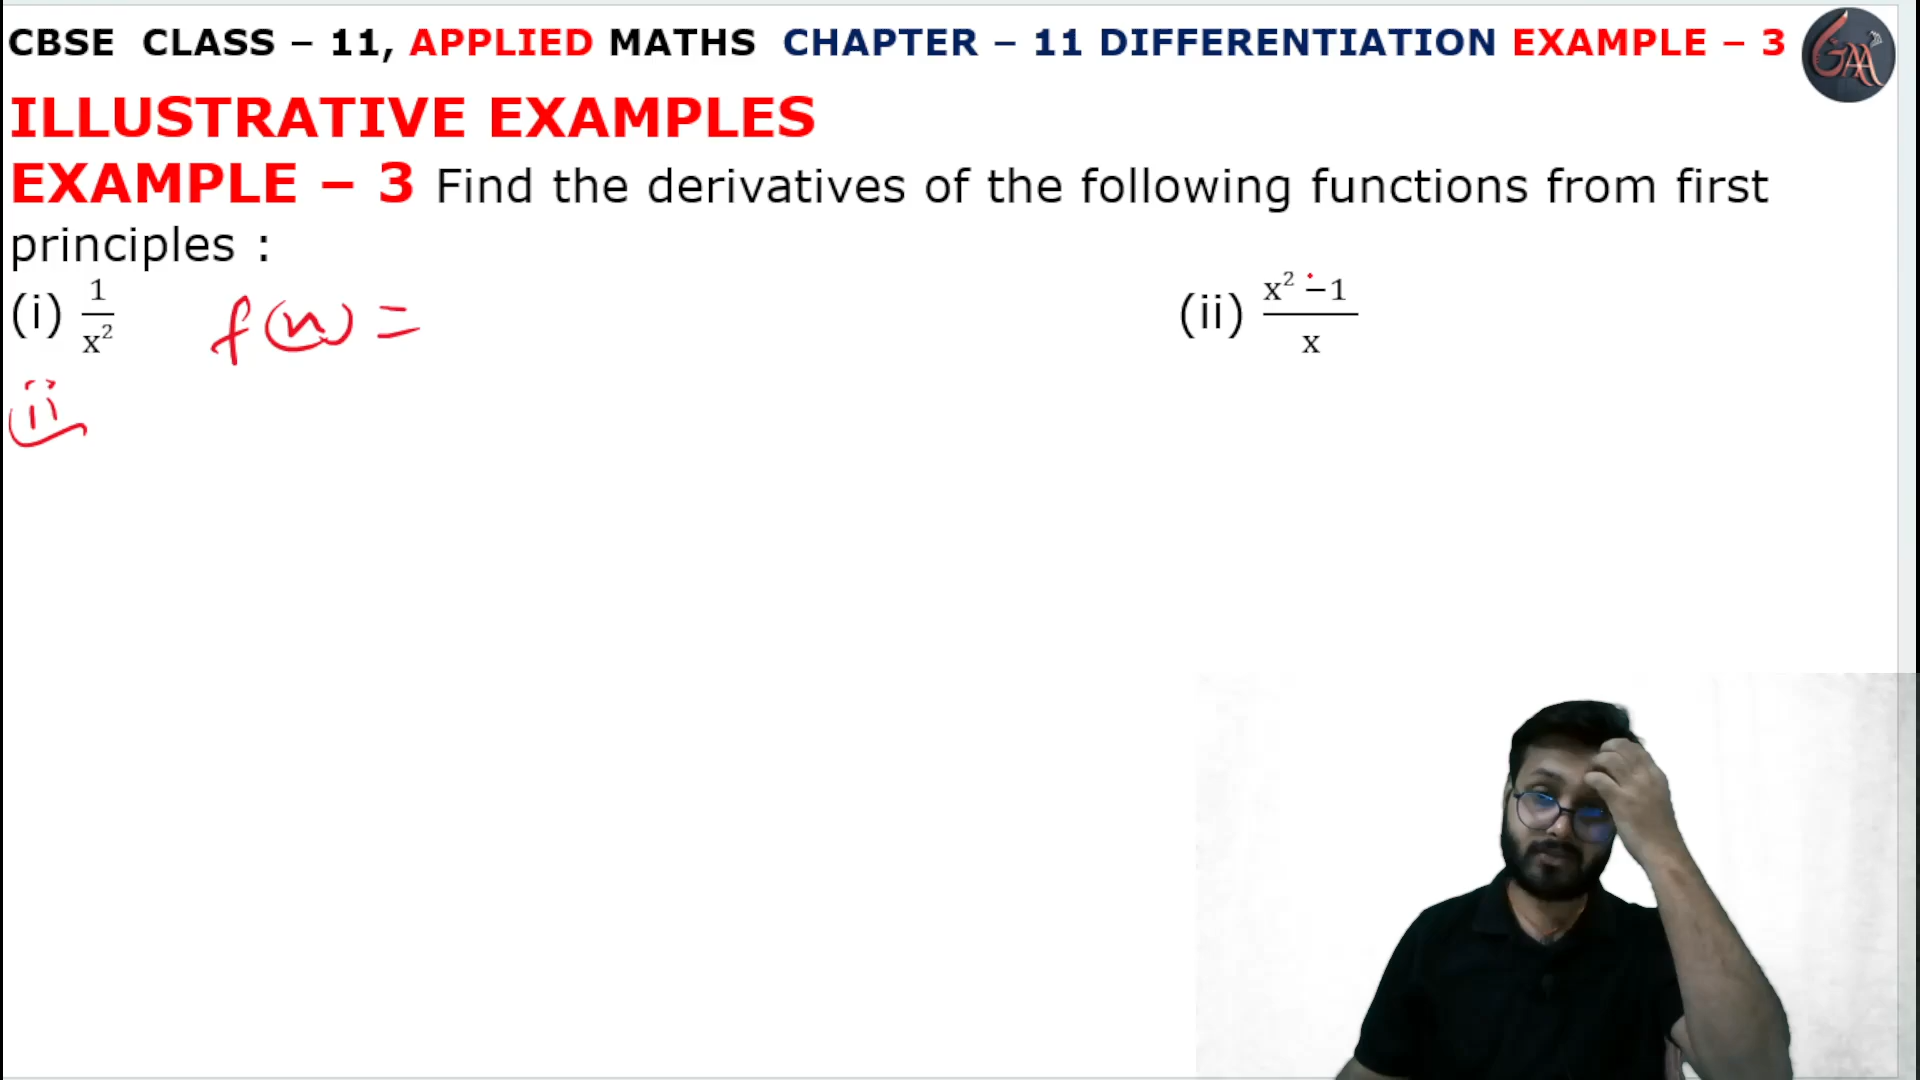 CBSE CLASS – 11, APPLIED MATHS CHAPTER – 11 DIFFERENTIATION EXAMPLE – 3
ILLUSTRATIVE EXAMPLES
EXAMPLE – 3 Find the derivatives of the following functions from first
principles :
(i) 1/x² f(x) = (ii) (x² – 1)/x
ii